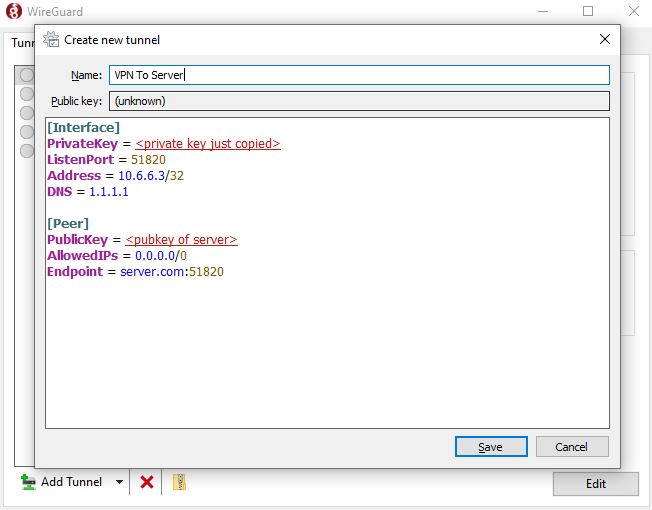 WireGuard
Tunn
Create new tunnel
Name:
VPN To Server
Public key:
(unknown)
[Interface]
PrivateKey = <private key just copied>
ListenPort = 51820
Address = 10.6.6.3/32
DNS = 1.1.1.1
[Peer]
PublicKey = <pubkey of server>
AllowedIPs = 0.0.0.0/0
Endpoint = server.com:51820
Save
Cancel
Add Tunnel
Edit